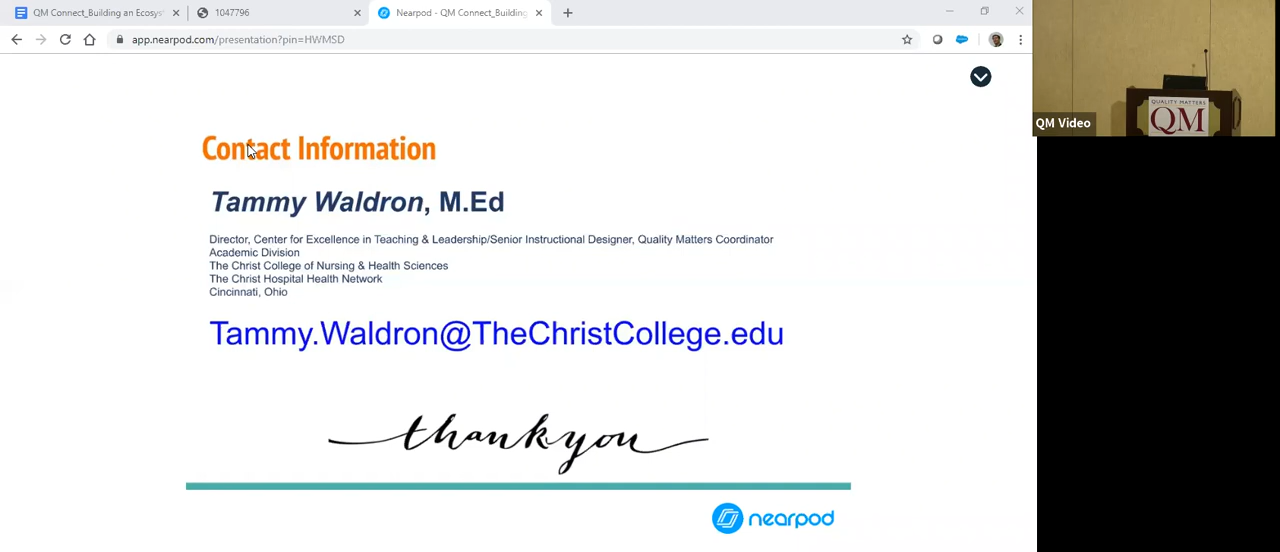 QM Connect_Building an Ecosys
1047796
Nearpod - QM Connect_Building
app.nearpod.com/presentation?pin=HWMSD
QUALITY MATTERS
QM
QM Video
Contact Information
Tammy Waldron, M.Ed
Director, Center for Excellence in Teaching & Leadership/Senior Instructional Designer, Quality Matters Coordinator
Academic Division
The Christ College of Nursing & Health Sciences
The Christ Hospital Health Network
Cincinnati, Ohio
Tammy.Waldron@TheChristCollege.edu
thank you
nearpod